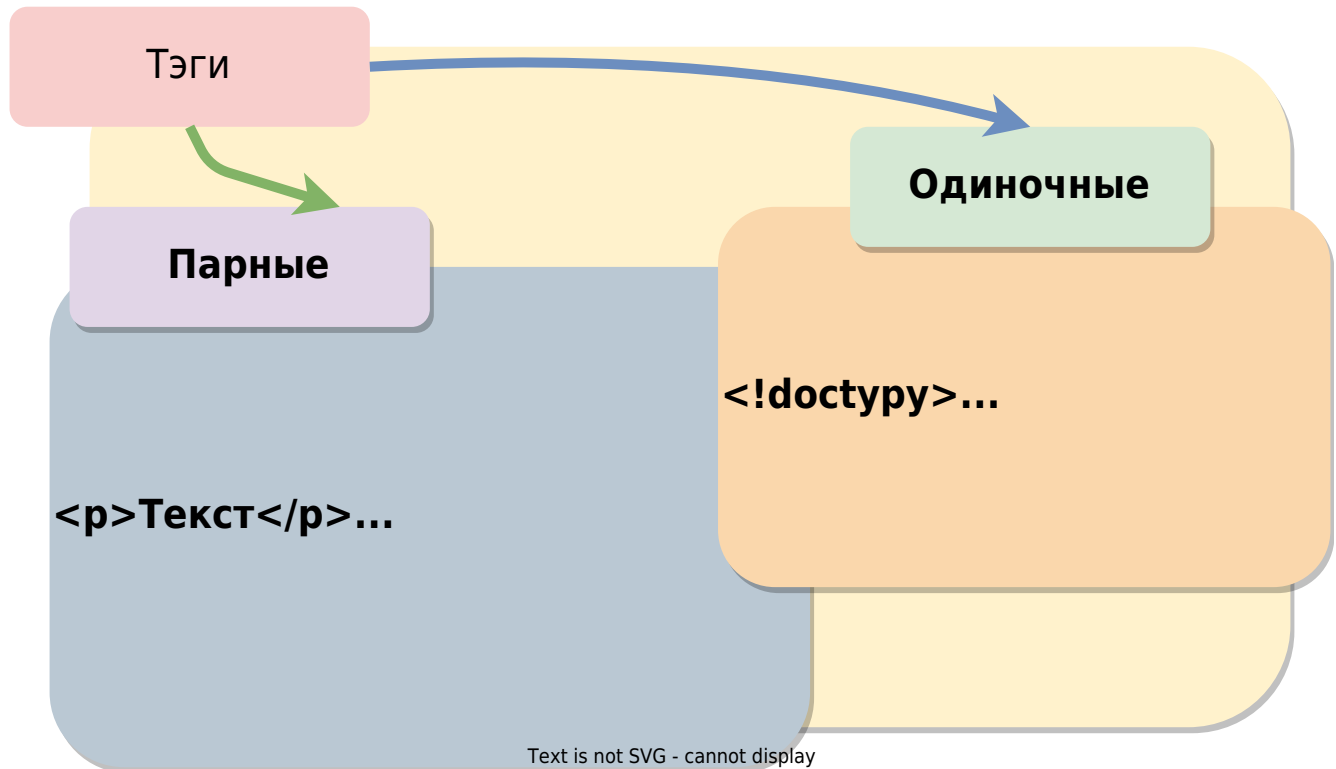 Тэги
Одиночные
Парные
<!doctypy>...
<p>Текст</p>...
Text is not SVG - cannot display